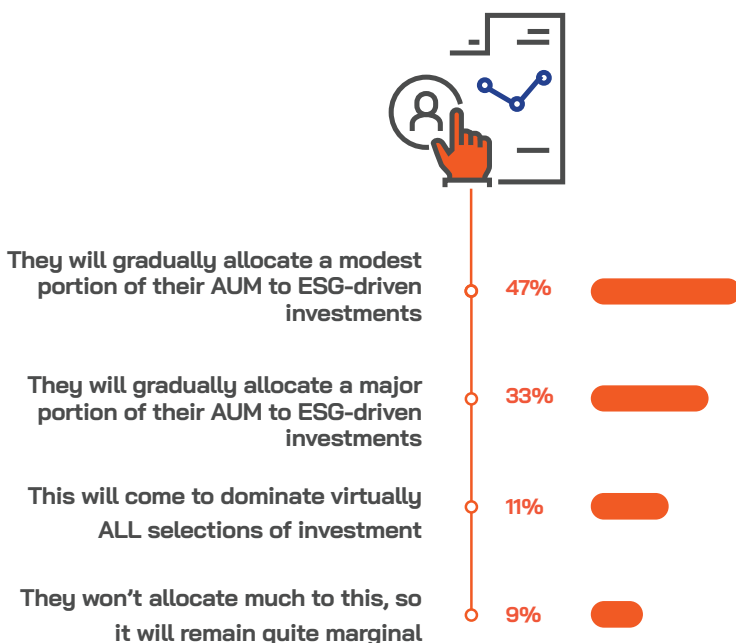 They will gradually allocate a modest
portion of their AUM to ESG-driven
investments
47%
They will gradually allocate a major
portion of their AUM to ESG-driven
investments
33%
This will come to dominate virtually
ALL selections of investment
11%
They won’t allocate much to this, so
it will remain quite marginal
9%